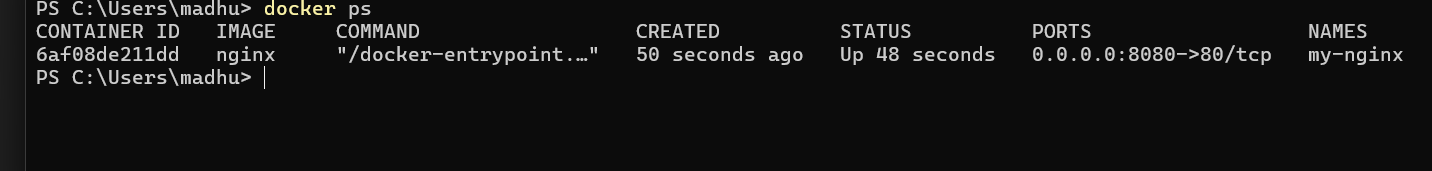 PS C:\Users\madhu> docker ps
CONTAINER ID   IMAGE     COMMAND                  CREATED          STATUS          PORTS                  NAMES
6af08de211dd   nginx     "/docker-entrypoint.…"   50 seconds ago   Up 48 seconds   0.0.0.0:8080->80/tcp   my-nginx
PS C:\Users\madhu>